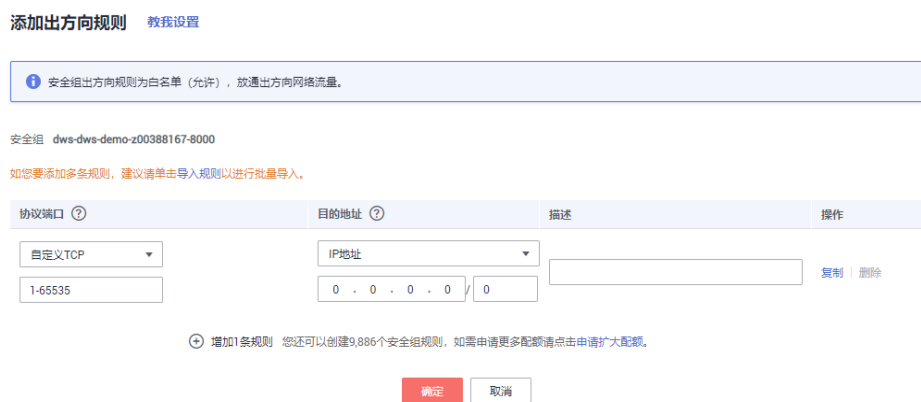 添加出方向规则 教我设置
安全组出方向规则为白名单（允许），放通出方向网络流量。
安全组 dws-dws-demo-z00388167-8000
如您要添加多条规则，建议请单击导入规则以进行批量导入。
协议端口 ? 目的地址 ? 描述 操作
自定义TCP IP地址
1-65535 0 . 0 . 0 . 0 / 0 复制 | 删除
增加1条规则 您还可以创建9,886个安全组规则，如需申请更多配额请点击申请扩大配额。
确定 取消